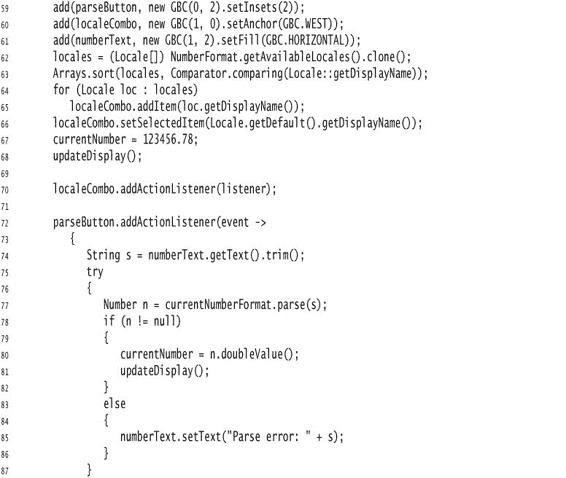 59 add(parseButton, new GBC(0, 2).setInsets(2));
60 add(localeCombo, new GBC(1, 0).setAnchor(GBC.WEST));
61 add(numberText, new GBC(1, 2).setFill(GBC.HORIZONTAL));
62 locales = (Locale[]) NumberFormat.getAvailableLocales().clone();
63 Arrays.sort(locales, Comparator.comparing(Locale::getDisplayName));
64 for (Locale loc : locales)
65 localeCombo.addItem(loc.getDisplayName());
66 localeCombo.setSelectedItem(Locale.getDefault().getDisplayName());
67 currentNumber = 123456.78;
68 updateDisplay();
69
70 localeCombo.addActionListener(listener);
71
72 parseButton.addActionListener(event ->
73 {
74 String s = numberText.getText().trim();
75 try
76 {
77 Number n = currentNumberFormat.parse(s);
78 if (n != null)
79 {
80 currentNumber = n.doubleValue();
81 updateDisplay();
82 }
83 else
84 {
85 numberText.setText("Parse error: " + s);
86 }
87 }